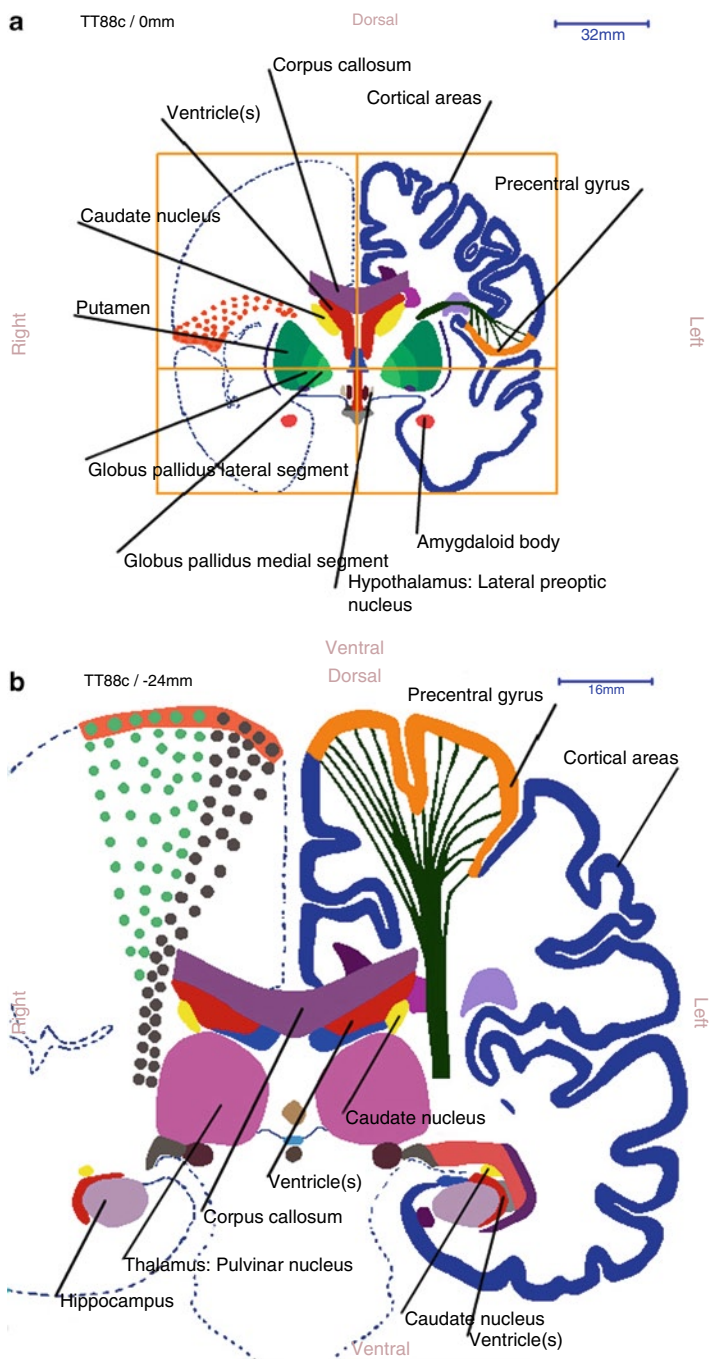 a
TT88c / 0mm
Dorsal
32mm
Corpus callosum
Cortical areas
Ventricle(s)
Precentral gyrus
Caudate nucleus
Putamen
Right
Left
Globus pallidus lateral segment
Globus pallidus medial segment
Amygdaloid body
Hypothalamus: Lateral preoptic
nucleus
Ventral
b
TT88c / -24mm
Dorsal
16mm
Precentral gyrus
Cortical areas
Right
Left
Caudate nucleus
Ventricle(s)
Corpus callosum
Thalamus: Pulvinar nucleus
Hippocampus
Caudate nucleus
Ventricle(s)
Ventral